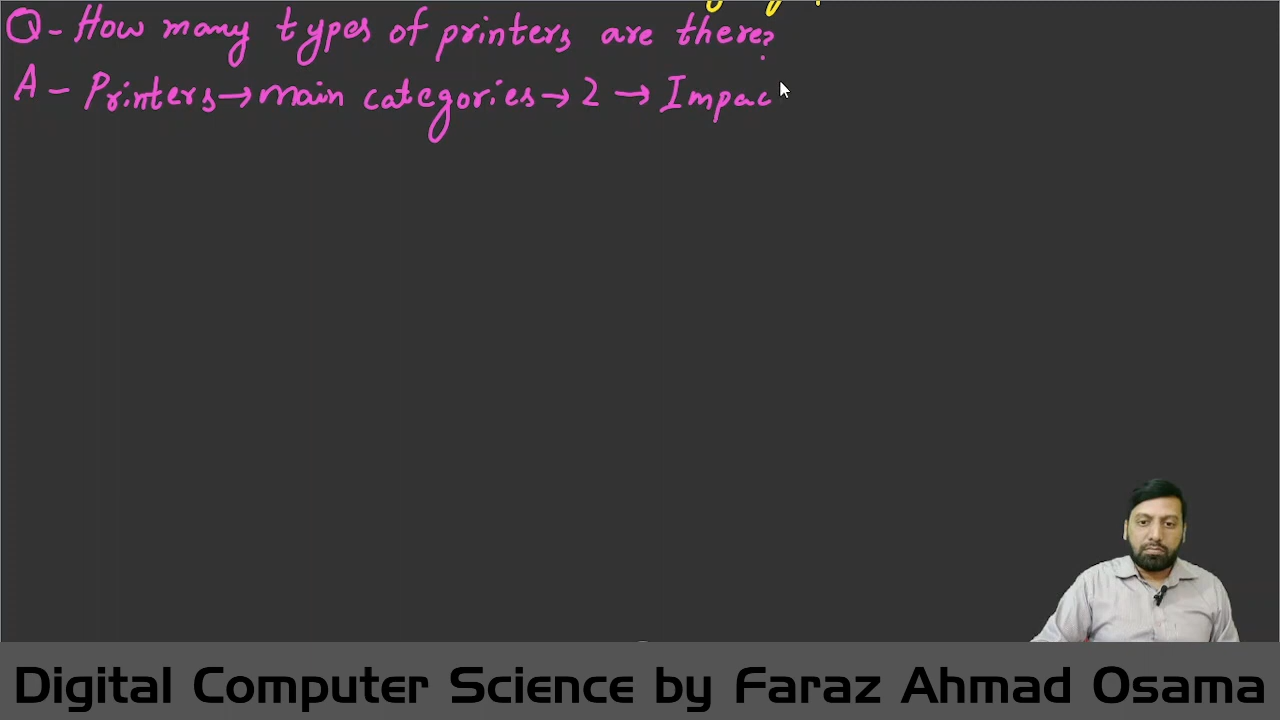 Q- How many types of printers are there?
A- Printers→main categories→ 2 → Impac
Digital Computer Science by Faraz Ahmad Osama